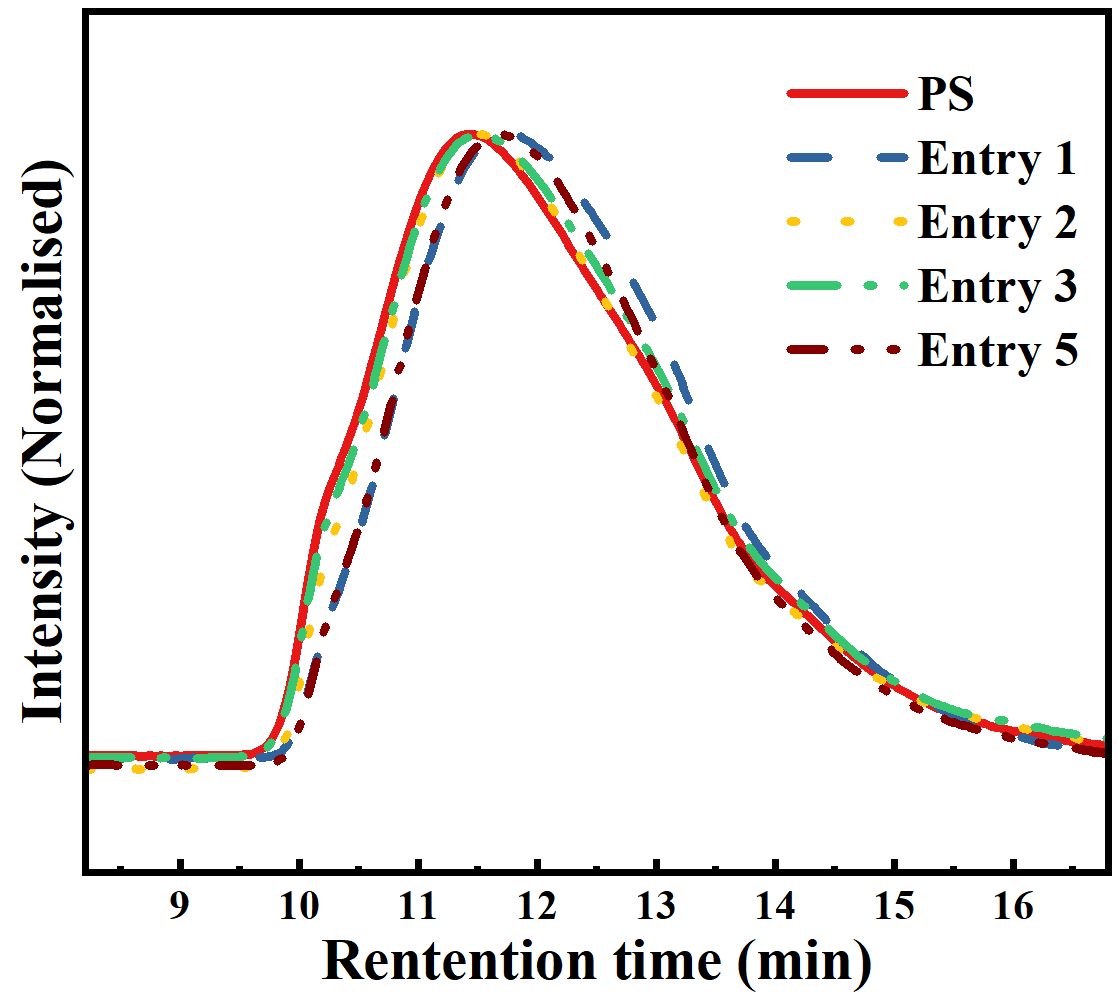 PS
Entry 1
Entry 2
Entry 3
Entry 5
Intensity (Normalised)
9 10 11 12 13 14 15 16
Rentention time (min)